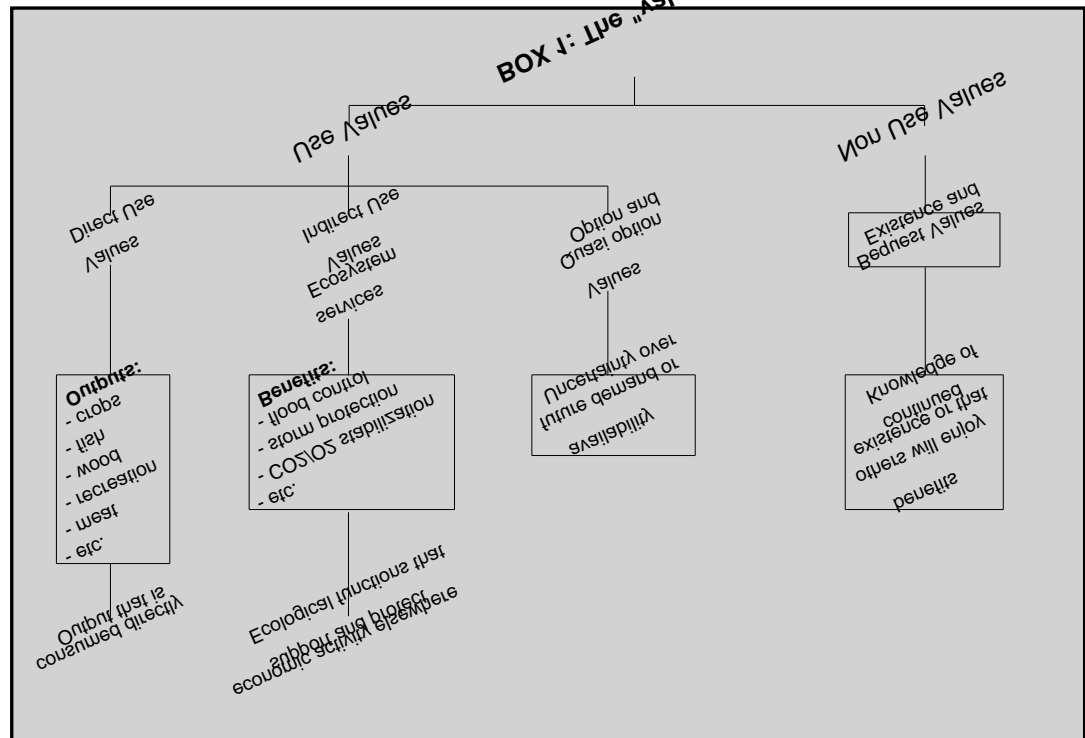 BOX 1: The "val
Use Values
Non Use Values
Direct Use
Values
Indirect Use
Values
Ecosystem
services
Option and
Quasi option
Values
Existence and
Bequest Values
Outputs:
- crops
- fish
- wood
- recreation
- meat
- etc.
Benefits:
- flood control
- storm protection
- CO2/O2 stabilization
- etc.
Uncertainty over
future demand or
availability
Knowledge of
continued
existence or that
others will enjoy
benefits
Output that is
consumed directly
Ecological functions that
support and protect
economic activity elsewhere